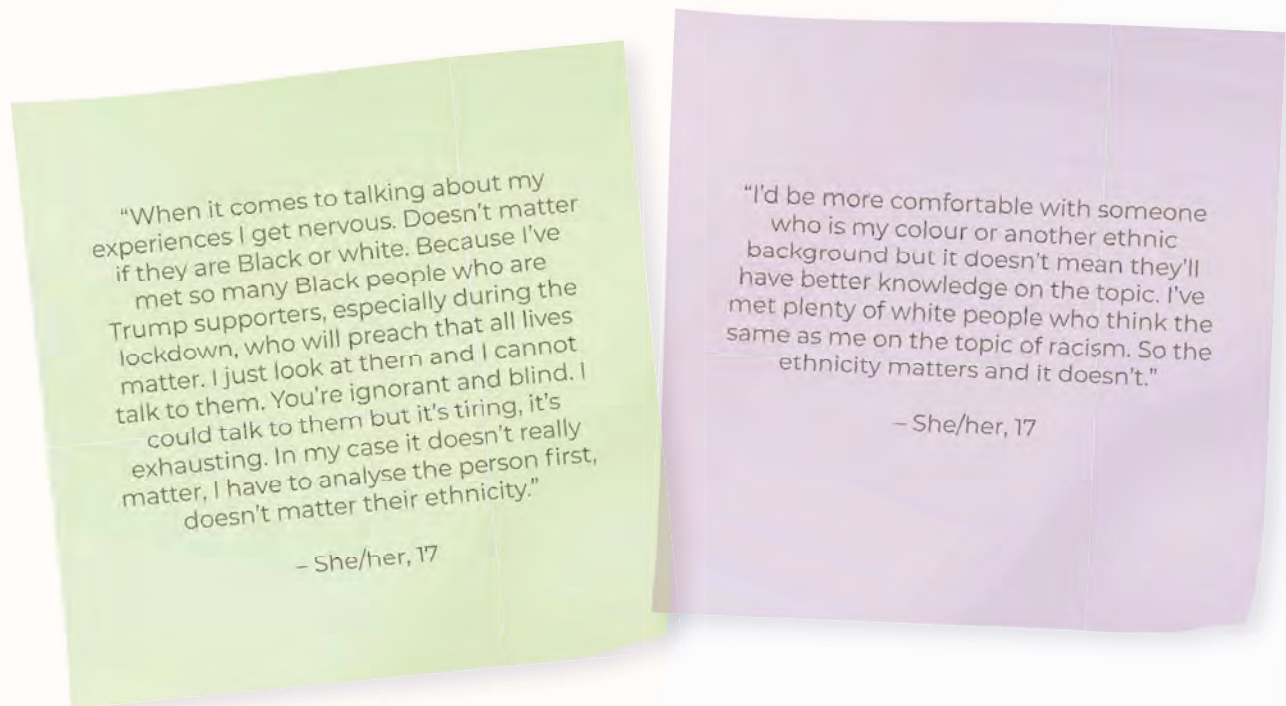 “When it comes to talking about my
experiences I get nervous. Doesn’t matter
if they are Black or white. Because I’ve
met so many Black people who are
Trump supporters, especially during the
lockdown, who will preach that all lives
matter. I just look at them and I cannot
talk to them. You’re ignorant and blind. I
could talk to them but it’s tiring, it’s
exhausting. In my case it doesn’t really
matter, I have to analyse the person first,
doesn’t matter their ethnicity.”
– She/her, 17
“I’d be more comfortable with someone
who is my colour or another ethnic
background but it doesn’t mean they’ll
have better knowledge on the topic. I’ve
met plenty of white people who think the
same as me on the topic of racism. So the
ethnicity matters and it doesn’t.”
– She/her, 17